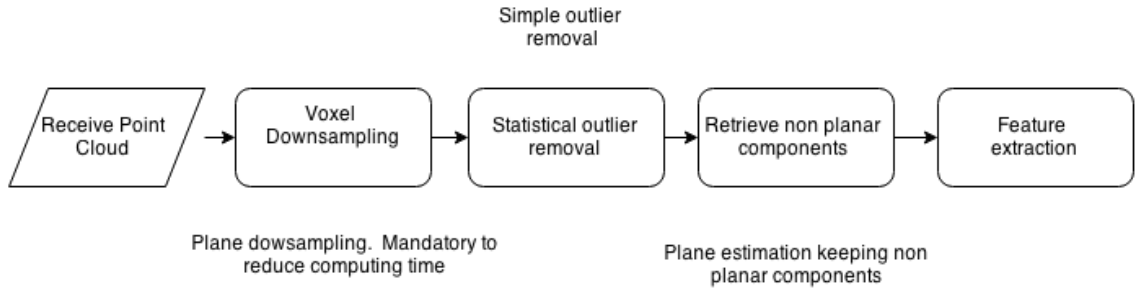 Simple outlier
removal
Receive Point
Cloud
Voxel
Downsampling
Statistical outlier
removal
Retrieve non planar
components
Feature
extraction
Plane dowsampling.  Mandatory to
reduce computing time
Plane estimation keeping non
planar components